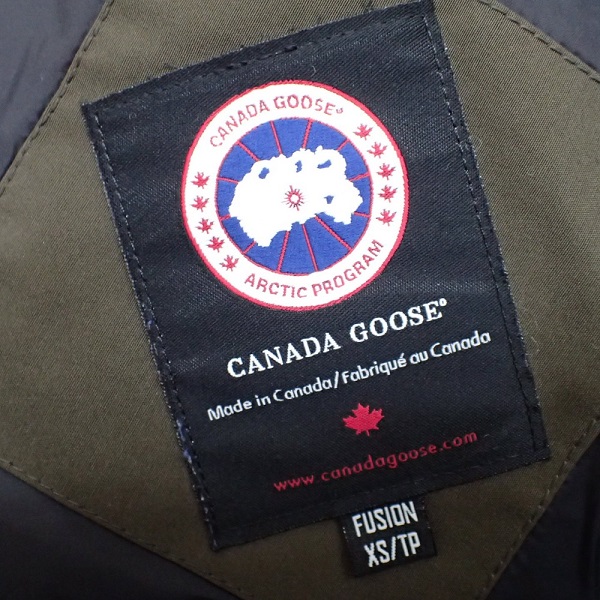 CANADA GOOSE®
ARCTIC PROGRAM
CANADA GOOSE®
Made in Canada/Fabriqué au Canada
www.canadagoose.com
FUSION
XS/TP